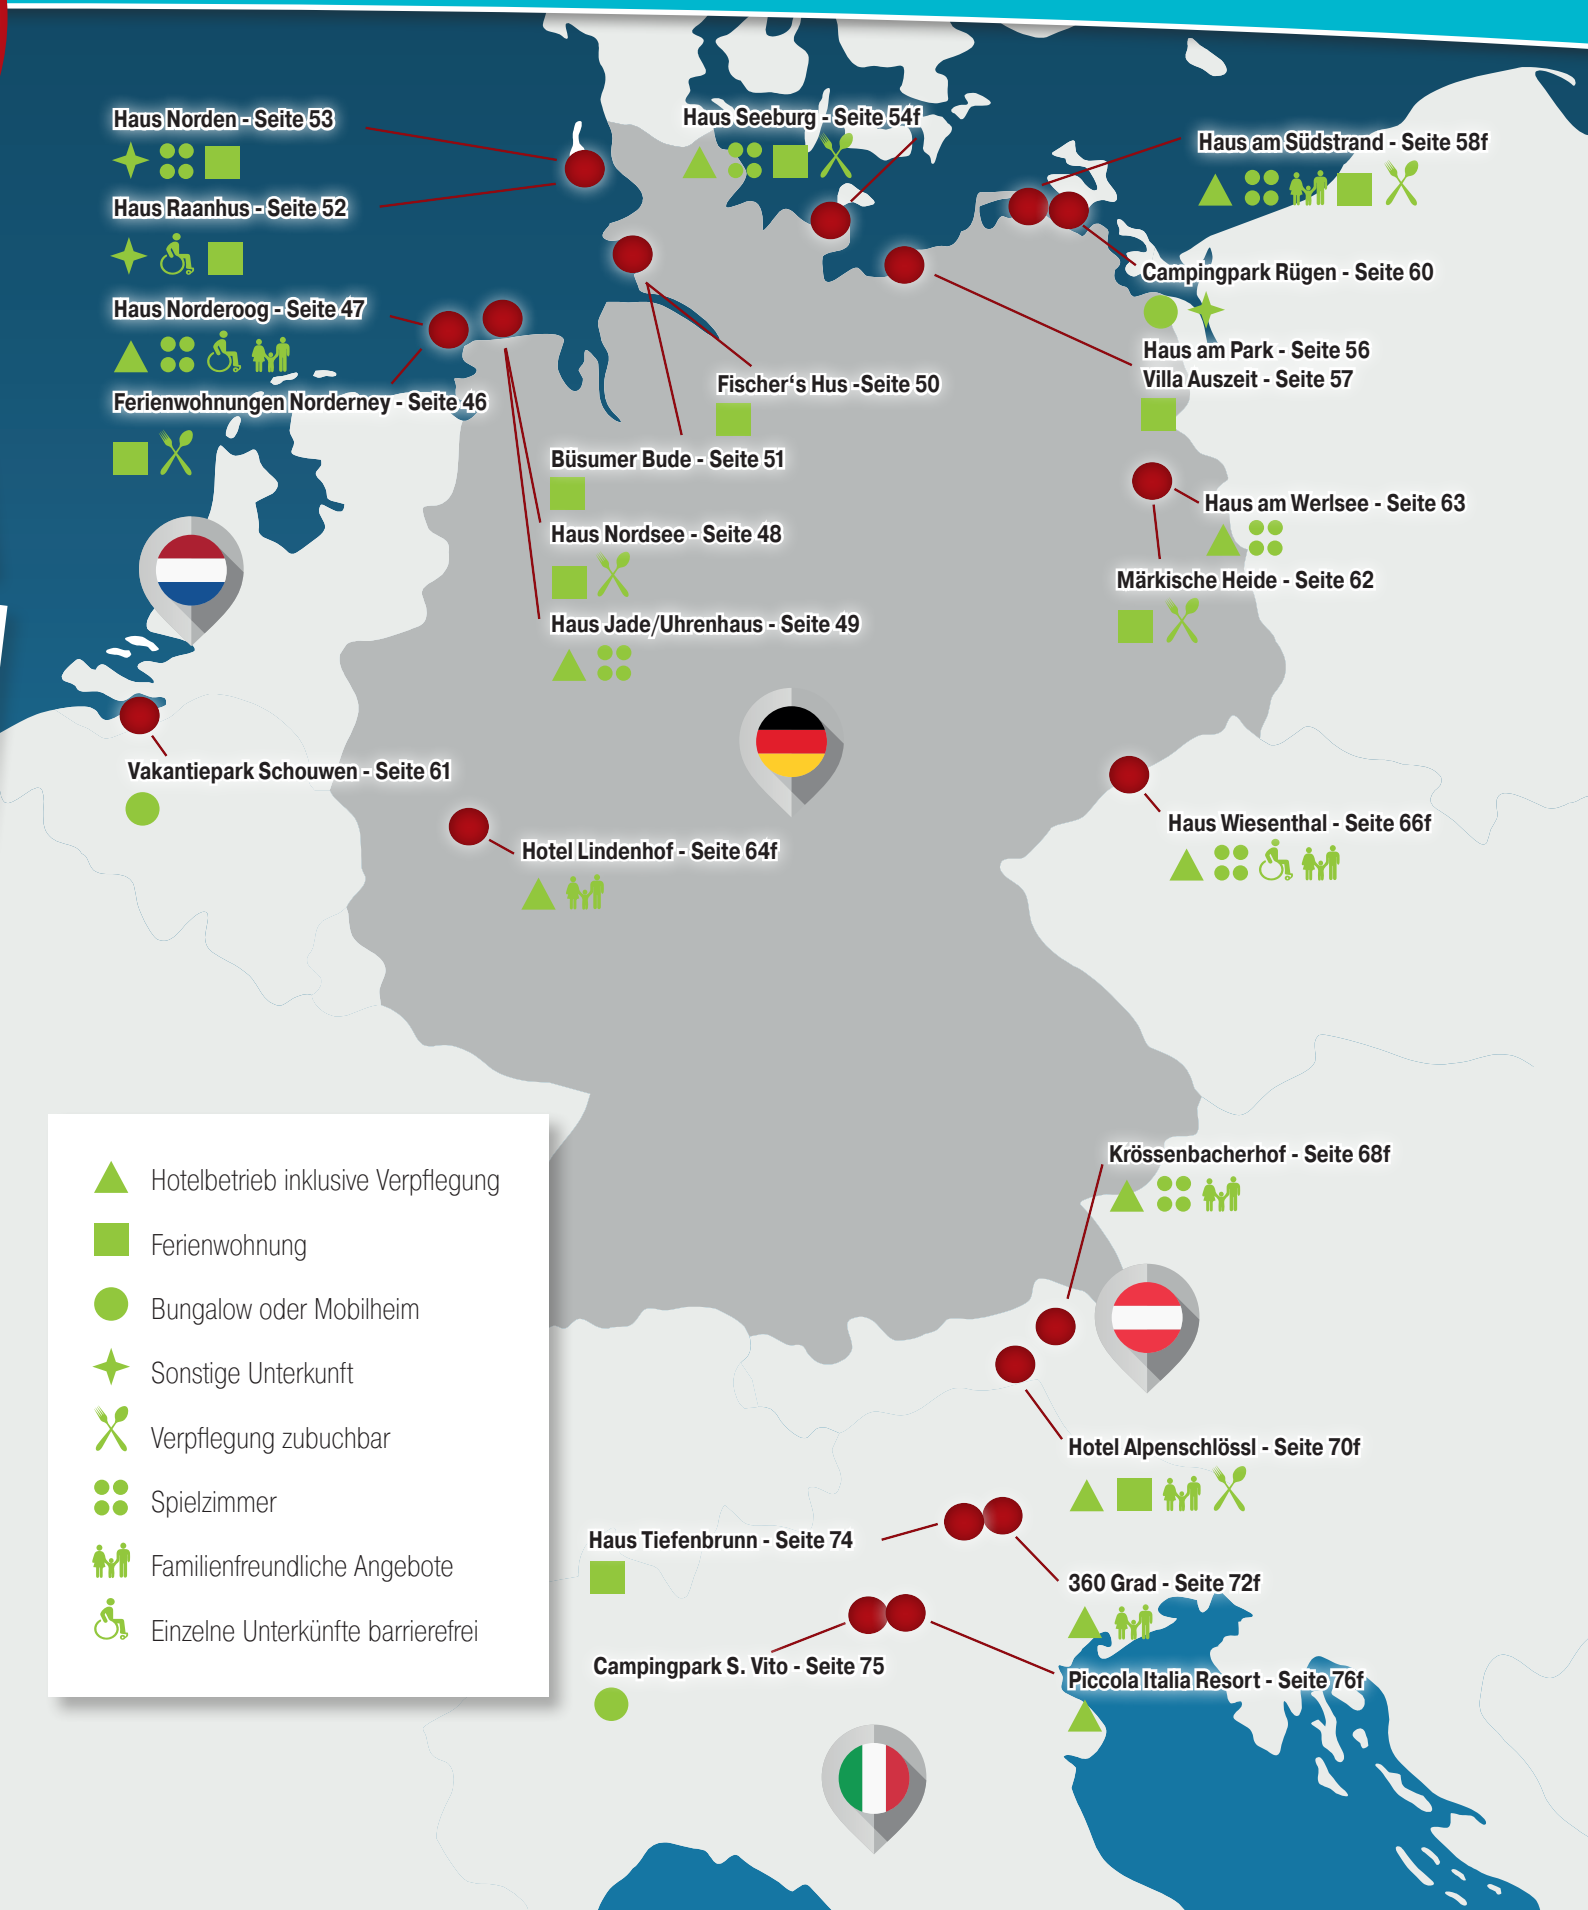 Haus Norden - Seite 53
Haus Seeburg - Seite 54f
Haus am Südstrand - Seite 58f
Haus Raanhus - Seite 52
Campingpark Rügen - Seite 60
Haus Norderoog - Seite 47
Haus am Park - Seite 56
Villa Auszeit - Seite 57
Fischer‘s Hus -Seite 50
Ferienwohnungen Norderney - Seite 46
Büsumer Bude - Seite 51
Haus am Werlsee - Seite 63
Haus Nordsee - Seite 48
Märkische Heide - Seite 62
Haus Jade/Uhrenhaus - Seite 49
Vakantiepark Schouwen - Seite 61
Haus Wiesenthal - Seite 66f
Hotel Lindenhof - Seite 64f
Krössenbacherhof - Seite 68f
Hotelbetrieb inklusive Verpflegung
Ferienwohnung
Bungalow oder Mobilheim
Sonstige Unterkunft
Verpflegung zubuchbar
Spielzimmer
Familienfreundliche Angebote
Einzelne Unterkünfte barrierefrei
Hotel Alpenschlössl - Seite 70f
Haus Tiefenbrunn - Seite 74
360 Grad - Seite 72f
Campingpark S. Vito - Seite 75
Piccola Italia Resort - Seite 76f